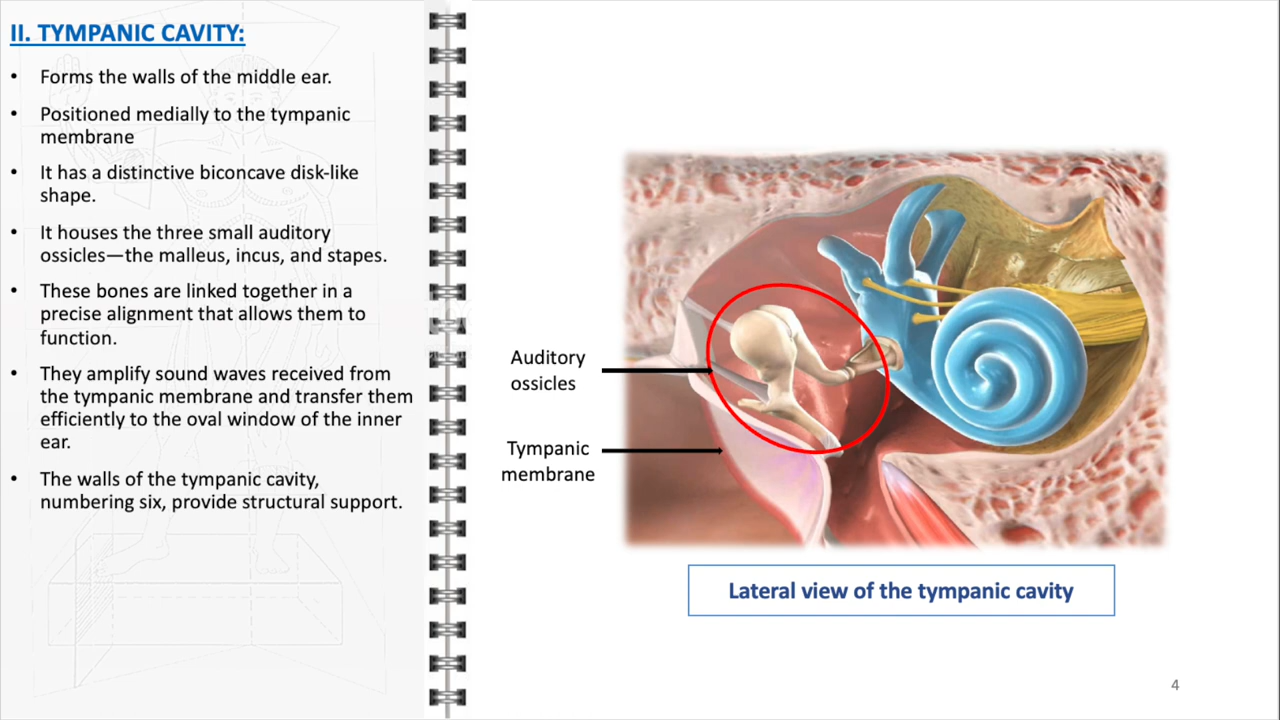 II. TYMPANIC CAVITY:
• Forms the walls of the middle ear.
• Positioned medially to the tympanic
membrane
• It has a distinctive biconcave disk-like
shape.
• It houses the three small auditory
ossicles—the malleus, incus, and stapes.
• These bones are linked together in a
precise alignment that allows them to
function.
• They amplify sound waves received from
the tympanic membrane and transfer them
efficiently to the oval window of the inner
ear.
• The walls of the tympanic cavity,
numbering six, provide structural support.
Auditory
ossicles
Tympanic
membrane
Lateral view of the tympanic cavity
4